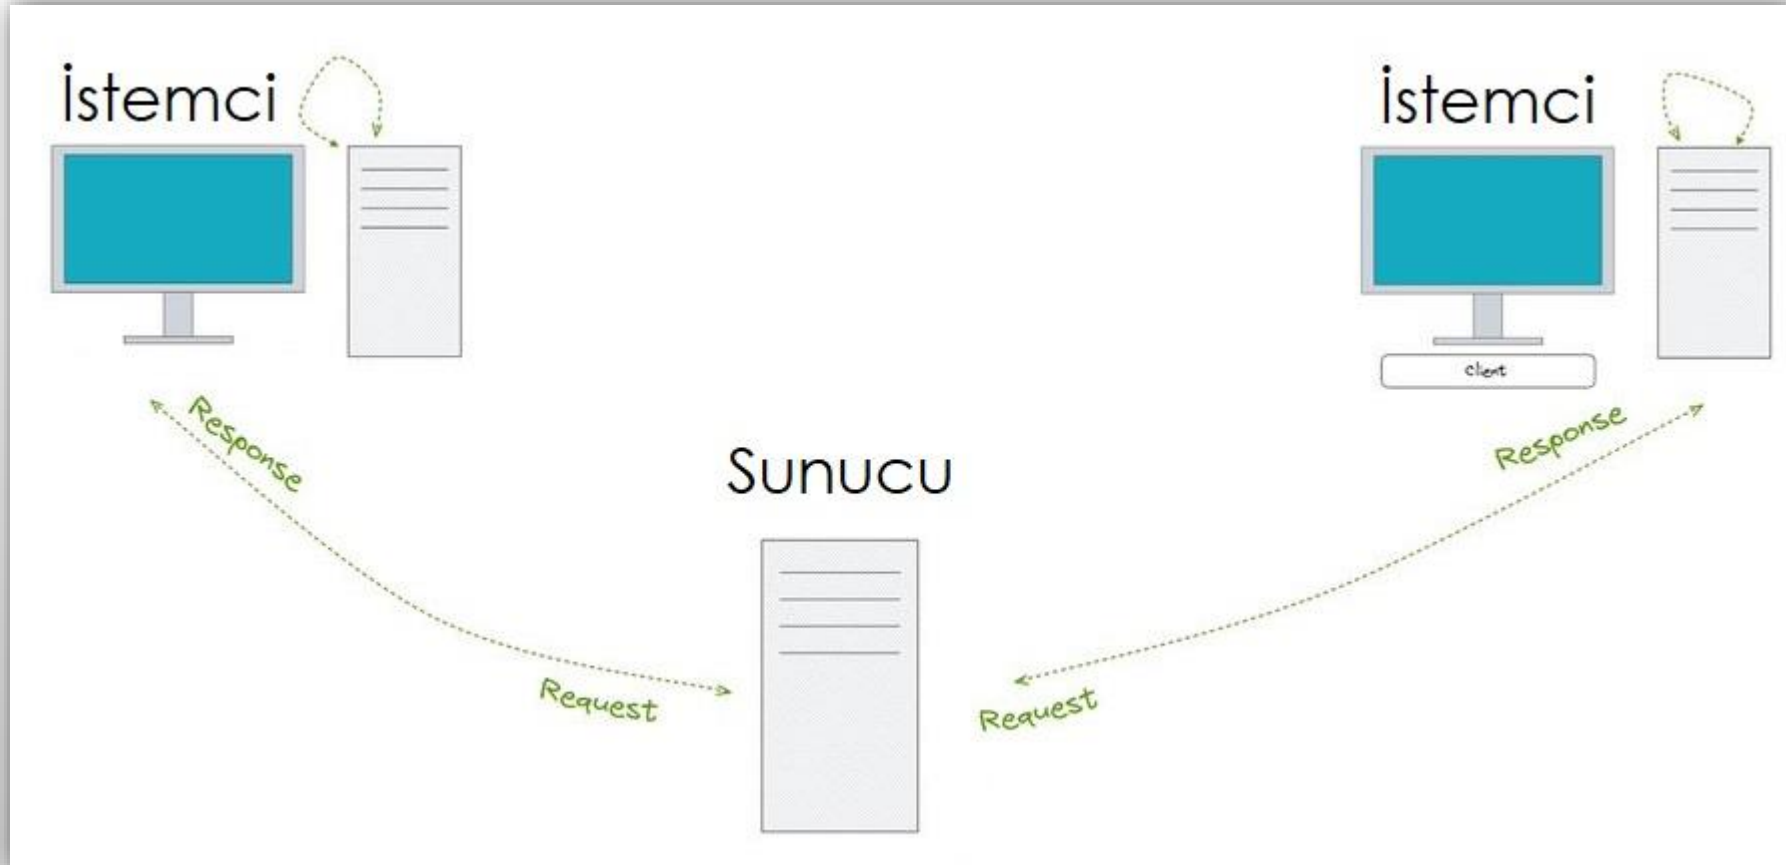 İstemci
İstemci
Client
Response
Response
Sunucu
Request
Request